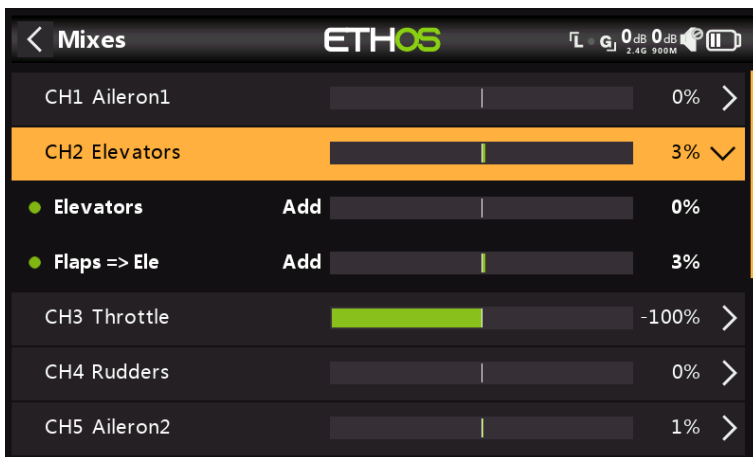 Mixes ETHOS L G 0dB 0dB
2.4G 900M
CH1 Aileron1 0%
CH2 Elevators 3%
Elevators Add 0%
Flaps => Ele Add 3%
CH3 Throttle -100%
CH4 Rudders 0%
CH5 Aileron2 1%